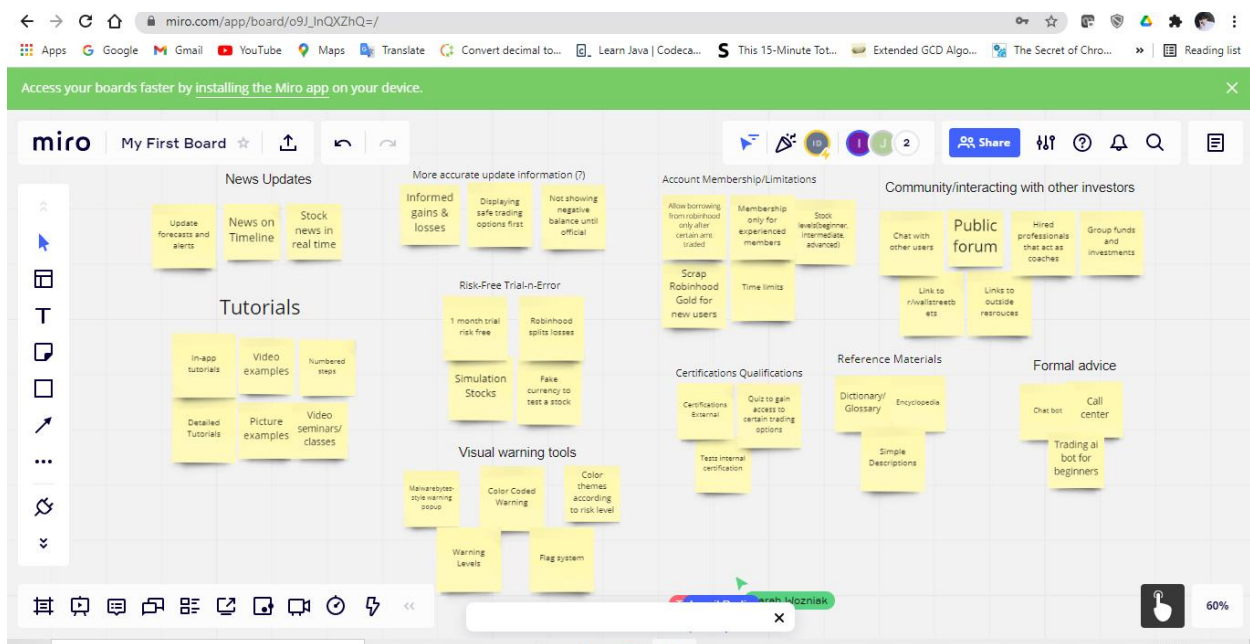 miro.com/app/board/o9J_lnQXZhQ=/
Apps Google Gmail YouTube Maps Translate Convert decimal to... Learn Java | Codeca... This 15-Minute Tot... Extended GCD Algo... The Secret of Chro... » Reading list
Access your boards faster by installing the Miro app on your device.
miro My First Board
ID I J 2 Share
News Updates
Update
forecasts and
alerts
News on
Timeline
Stock
news in
real time
Tutorials
In-app
tutorials
Video
examples
Numbered
steps
Detailed
Tutorials
Picture
examples
Video
seminars/
classes
More accurate update information (?)
Informed
gains &
losses
Displaying
safe trading
options first
Not showing
negative
balance until
official
Risk-Free Trial-n-Error
1 month trial
risk free
Robinhood
splits losses
Simulation
Stocks
Fake
currency to
test a stock
Visual warning tools
Malwarebytes-
style warning
popup
Color Coded
Warning
Color
themes
according
to risk level
Warning
Levels
Flag system
Account Membership/Limitations
Allow borrowing
from robinhood
only after
certain amt
traded
Membership
only for
experienced
members
Stock
levels(beginner,
intermediate,
advanced)
Scrap
Robinhood
Gold for
new users
Time limits
Certifications Qualifications
Certifications
External
Quiz to gain
access to
certain trading
options
Tests internal
certification
Community/interacting with other investors
Chat with
other users
Public
forum
Hired
professionals
that act as
coaches
Group funds
and
investments
Link to
r/wallstreetb
ets
Links to
outside
resrouces
Reference Materials
Dictionary/
Glossary
Encyclopedia
Simple
Descriptions
Formal advice
Chat bot
Call
center
Trading ai
bot for
beginners
Wozniak
60%